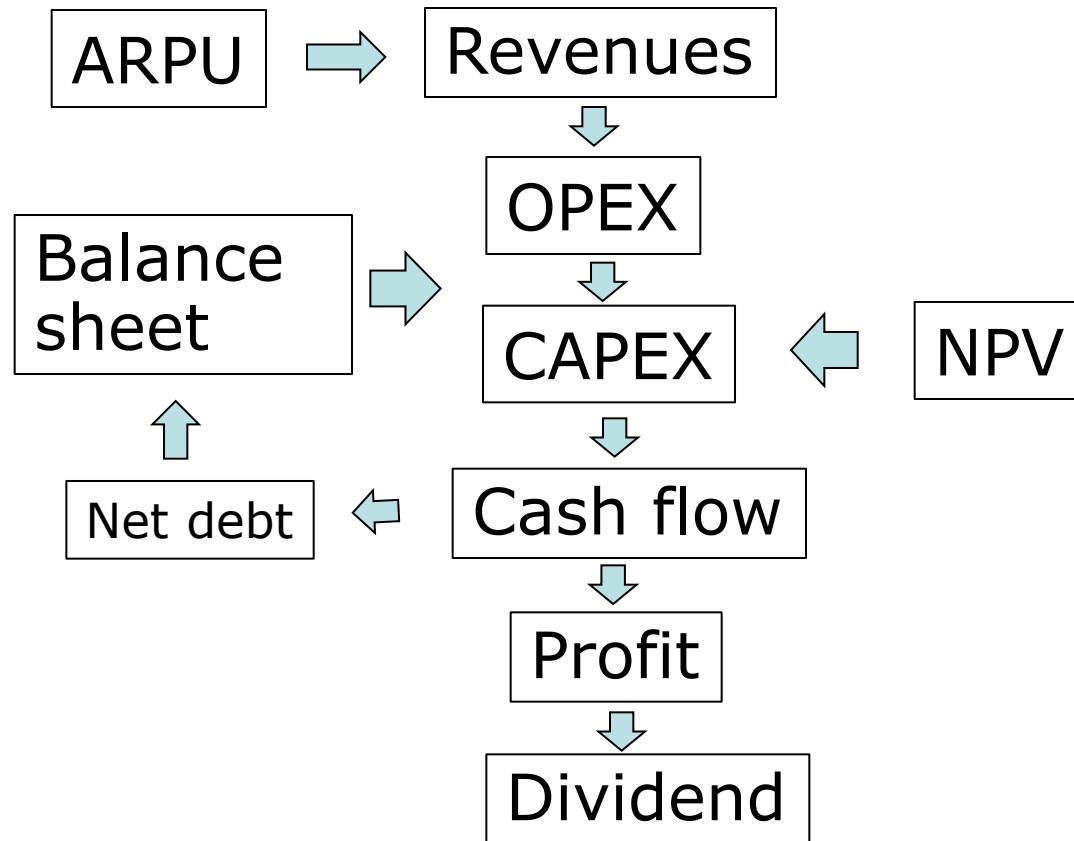 ARPU
Revenues
OPEX
Balance
sheet
CAPEX
NPV
Net debt
Cash flow
Profit
Dividend